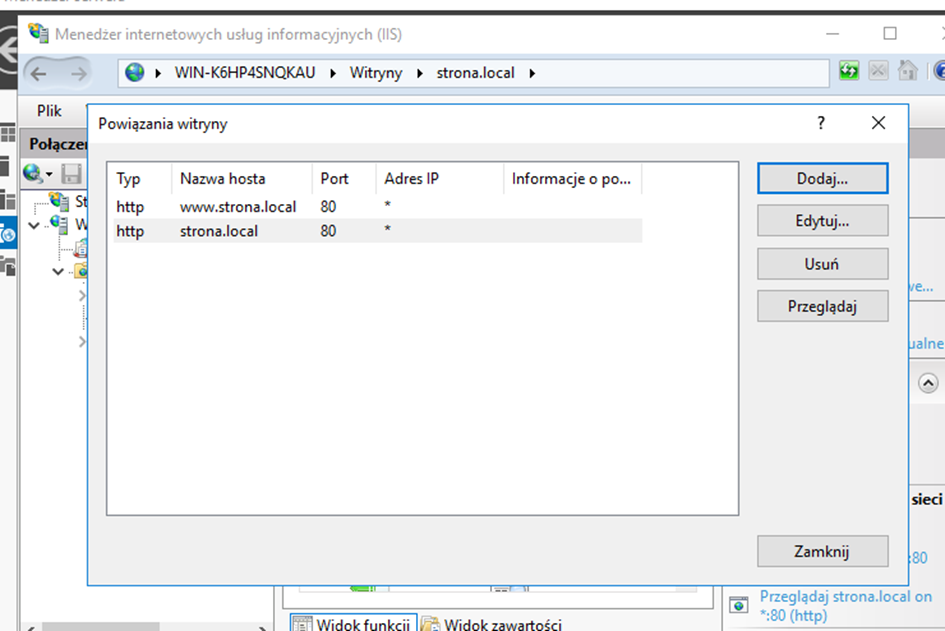 Menedżer internetowych usług informacyjnych (IIS)
WIN-K6HP4SNQKAU Witryny strona.local
Plik
Powiązania witryny
?
Połącze
Typ Nazwa hosta Port Adres IP Informacje o po...
http www.strona.local 80 *
http strona.local 80 *
Dodaj...
Edytuj...
Usuń
Przeglądaj
St
W
we...
ualne
sieci
Zamknij
:80
Przeglądaj strona.local on
*:80 (http)
Widok funkcji Widok zawartości